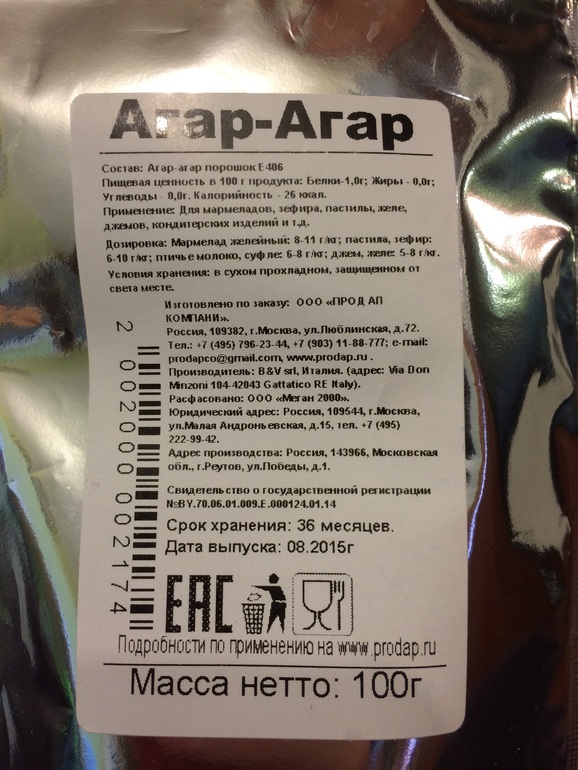 Агар-Агар
Состав: Агар-агар порошок Е406
Пищевая ценность в 100 г продукта: Белки-1,0г; Жиры - 0,0г;
Углеводы - 0,0г. Калорийность - 26 ккал.
Применение: Для мармеладов, зефира, пастилы, желе,
джемов, кондитерских изделий и т.д.
Дозировка: Мармелад желейный: 8-11 г/кг; пастила, зефир:
6-10 г/кг; птичье молоко, суфле: 6-8 г/кг; джем, желе: 5-8 г/кг.
Условия хранения: в сухом прохладном, защищенном от
света месте.
Изготовлено по заказу: ООО «ПРОД АП
КОМПАНИ».
Россия, 109382, г.Москва, ул.Люблинская, д.72.
Тел.: +7 (495) 796-23-44, +7 (903) 11-88-777; e-mail:
prodapco@gmail.com, www.prodap.ru .
Производитель: B&V srl, Италия. (адрес: Via Don
Minzoni 104-42043 Gattatico RE Italy).
Расфасовано: ООО «Меган 2000».
Юридический адрес: Россия, 109544, г.Москва,
ул.Малая Андроньевская, д.15, тел. +7 (495)
222-99-42.
Адрес производства: Россия, 143966, Московская
обл., г.Реутов, ул.Победы, д.1.
Свидетельство о государственной регистрации
№BY.70.06.01.009.E.000124.01.14
Срок хранения: 36 месяцев.
Дата выпуска: 08.2015г
2 002000 002174
EAC
Подробности по применению на www.prodap.ru
Масса нетто: 100г